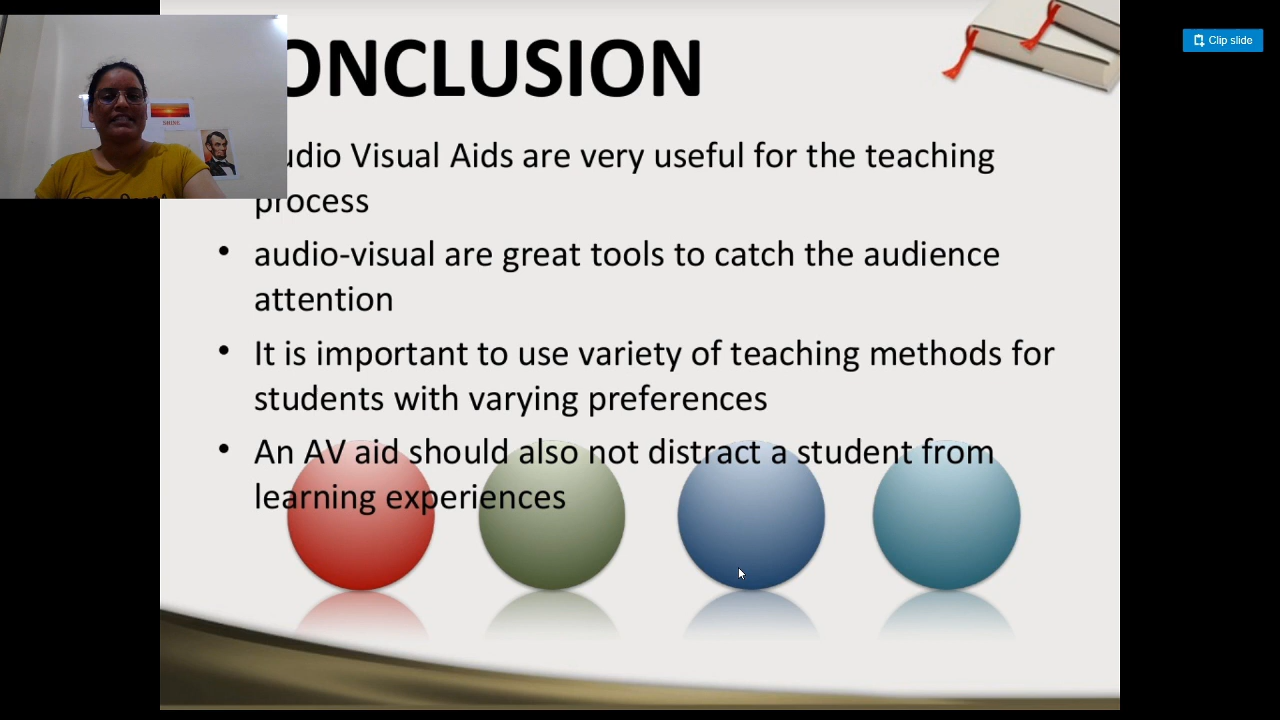 ONCLUSION
udio Visual Aids are very useful for the teaching
process
• audio-visual are great tools to catch the audience
attention
• It is important to use variety of teaching methods for
students with varying preferences
• An AV aid should also not distract a student from
learning experiences
Clip slide